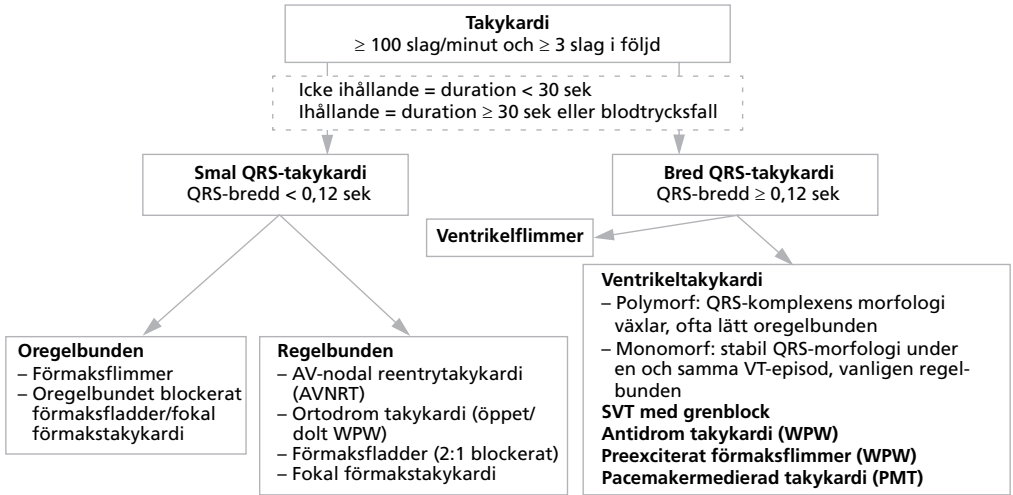 Takykardi
≥ 100 slag/minut och ≥ 3 slag i följd
Icke ihållande = duration < 30 sek
Ihållande = duration ≥ 30 sek eller blodtrycksfall
Smal QRS-takykardi
QRS-bredd < 0,12 sek
Bred QRS-takykardi
QRS-bredd ≥ 0,12 sek
Ventrikelflimmer
Oregelbunden
– Förmaksflimmer
– Oregelbundet blockerat
förmaksfladder/fokal
förmakstakykardi
Regelbunden
– AV-nodal reentrytakykardi
(AVNRT)
– Ortodrom takykardi (öppet/
dolt WPW)
– Förmaksfladder (2:1 blockerat)
– Fokal förmakstakykardi
Ventrikeltakykardi
– Polymorf: QRS-komplexens morfologi
växlar, ofta lätt oregelbunden
– Monomorf: stabil QRS-morfologi under
en och samma VT-episod, vanligen regel-
bunden
SVT med grenblock
Antidrom takykardi (WPW)
Preexciterat förmaksflimmer (WPW)
Pacemakermedierad takykardi (PMT)